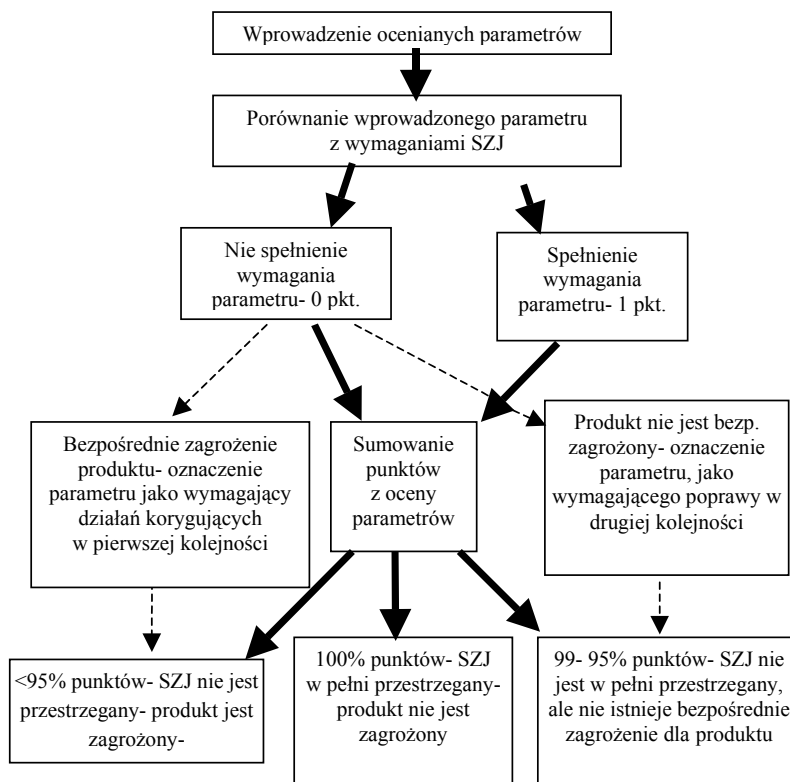 Wprowadzenie ocenianych parametrów
Porównanie wprowadzonego parametru
z wymaganiami SZJ
Nie spełnienie
wymagania
parametru- 0 pkt.
Spełnienie
wymagania
parametru- 1 pkt.
Bezpośrednie zagrożenie
produktu- oznaczenie
parametru jako wymagający
działań korygujących
w pierwszej kolejności
Sumowanie
punktów
z oceny
parametrów
Produkt nie jest bezp.
zagrożony- oznaczenie
parametru, jako
wymagającego poprawy w
drugiej kolejności
<95% punktów- SZJ nie jest
przestrzegany- produkt jest
zagrożony-
100% punktów- SZJ
w pełni przestrzegany-
produkt nie jest
zagrożony
99- 95% punktów- SZJ nie
jest w pełni przestrzegany,
ale nie istnieje bezpośrednie
zagrożenie dla produktu